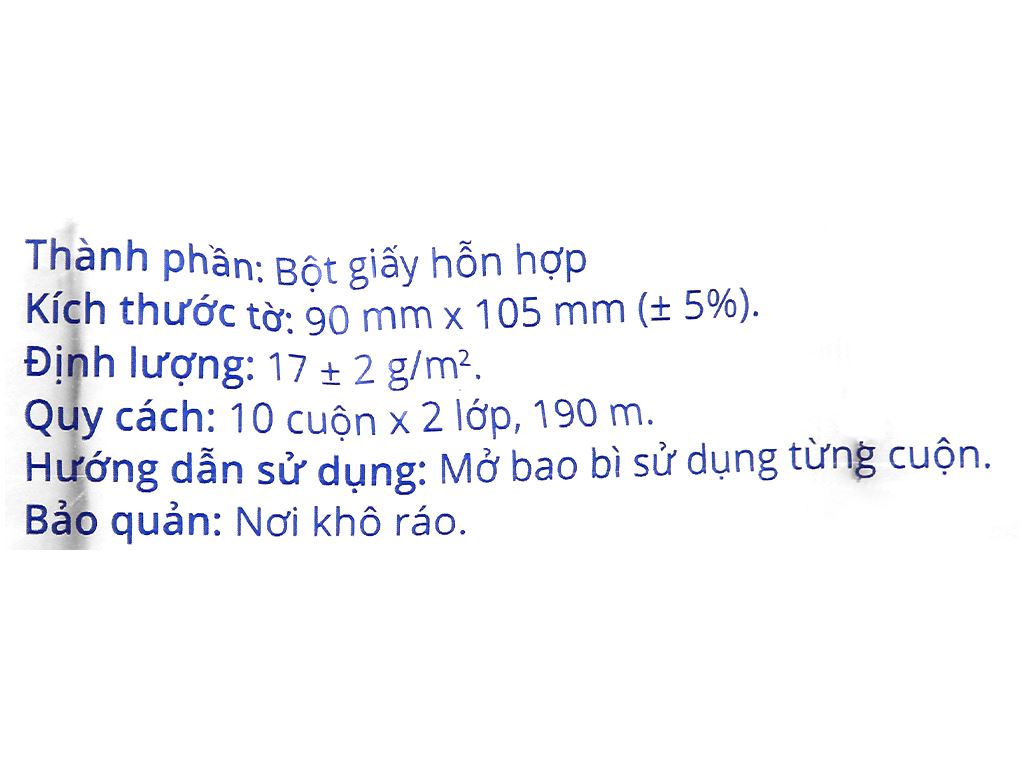 Thành phần: Bột giấy hỗn hợp
Kích thước tờ: 90 mm x 105 mm (± 5%).
Định lượng: 17 ± 2 g/m².
Quy cách: 10 cuộn x 2 lớp, 190 m.
Hướng dẫn sử dụng: Mở bao bì sử dụng từng cuộn.
Bảo quản: Nơi khô ráo.